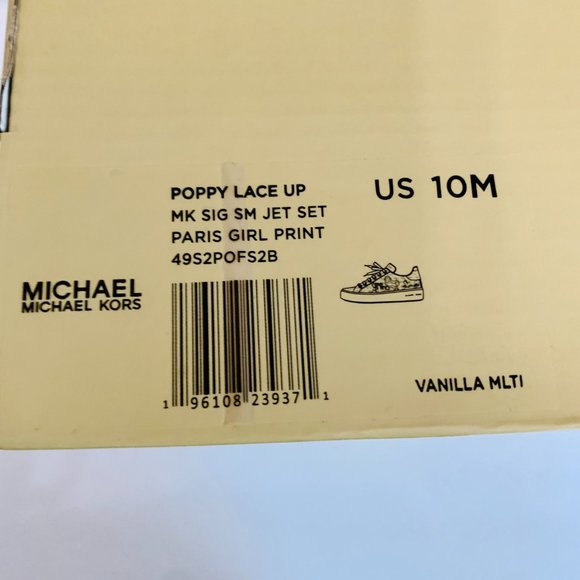 POPPY LACE UP
US 10M
MK SIG SM JET SET
PARIS GIRL PRINT
49S2POFS2B
MICHAEL
MICHAEL KORS
1 96108 23937 1
VANILLA MLTI